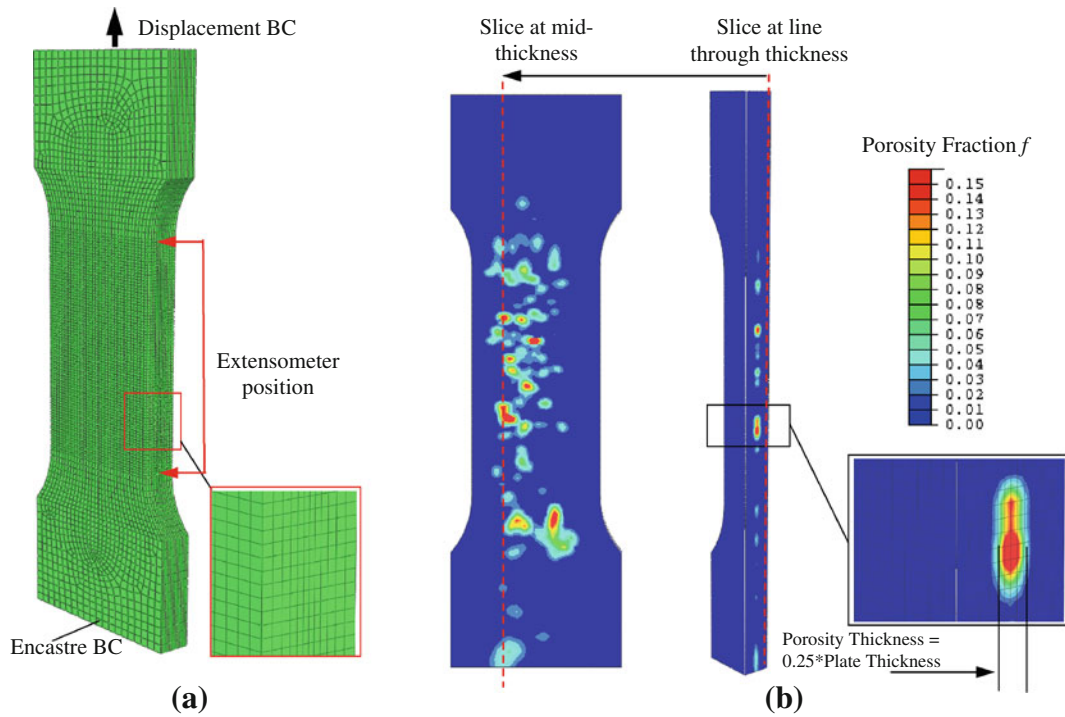 Displacement BC
Extensometer
position
Encastre BC
(a)
Slice at mid-
thickness
Slice at line
through thickness
Porosity Fraction f
0.15
0.14
0.13
0.12
0.11
0.10
0.09
0.08
0.08
0.07
0.06
0.05
0.04
0.03
0.02
0.01
0.00
Porosity Thickness =
0.25*Plate Thickness
(b)